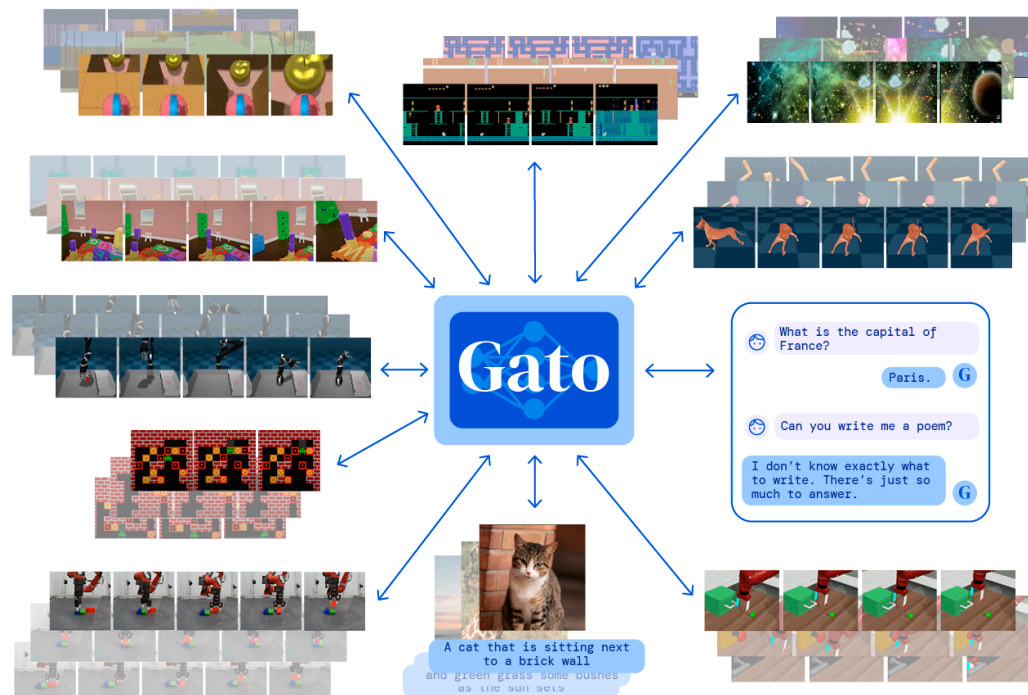 Gato
What is the capital of
France?
Paris.
G
Can you write me a poem?
I don't know exactly what
to write. There's just so
much to answer.
G
A cat that is sitting next
to a brick wall
and green grass some bushes
as the sun sets